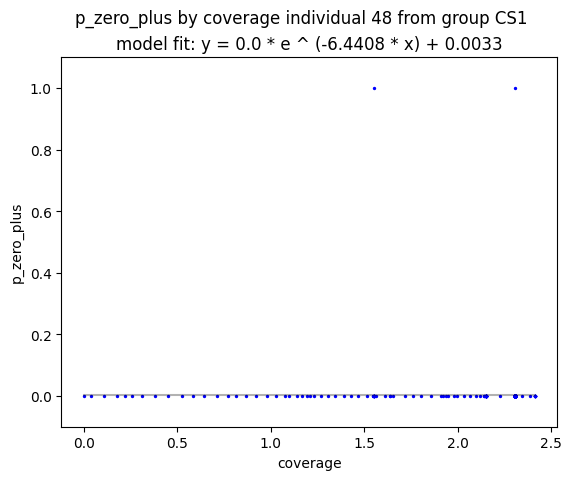 p_zero_plus by coverage individual 48 from group CS1
model fit: y = 0.0 * e ^ (-6.4408 * x) + 0.0033
1.0
0.8
0.6
0.4
0.2
0.0
p_zero_plus
0.0 0.5 1.0 1.5 2.0 2.5
coverage